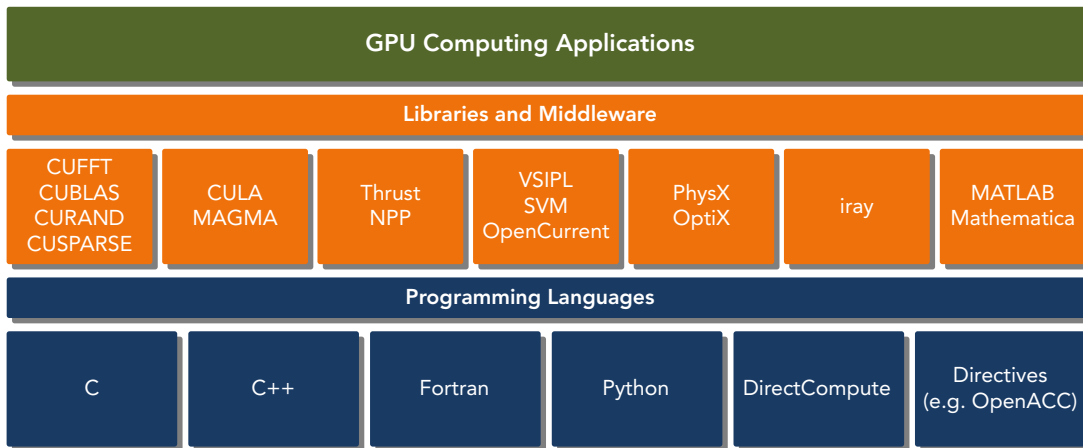 GPU Computing Applications
Libraries and Middleware
CUFFT
CUBLAS
CURAND
CUSPARSE
CULA
MAGMA
Thrust
NPP
VSIPL
SVM
OpenCurrent
PhysX
OptiX
iray
MATLAB
Mathematica
Programming Languages
C
C++
Fortran
Python
DirectCompute
Directives
(e.g. OpenACC)